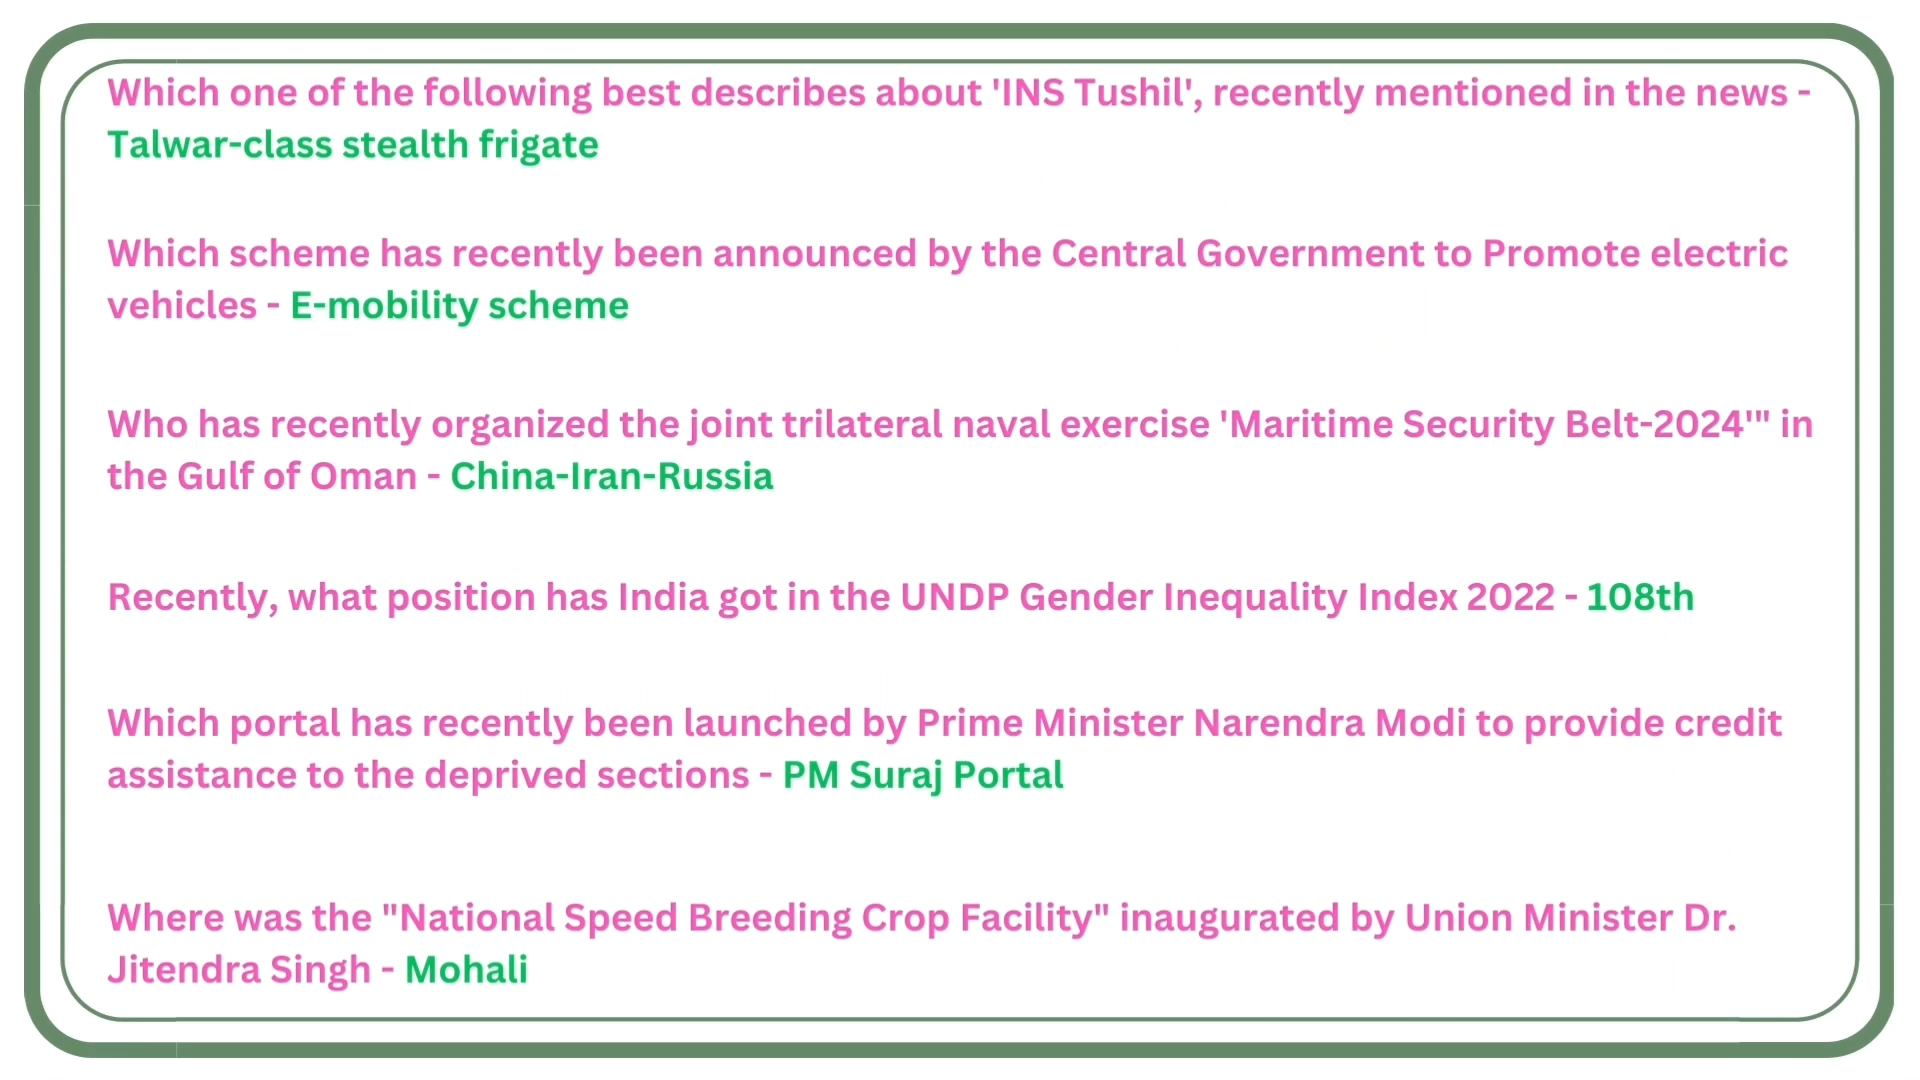 Which one of the following best describes about 'INS Tushil', recently mentioned in the news -
Talwar-class stealth frigate
Which scheme has recently been announced by the Central Government to Promote electric
vehicles - E-mobility scheme
Who has recently organized the joint trilateral naval exercise 'Maritime Security Belt-2024'" in
the Gulf of Oman - China-Iran-Russia
Recently, what position has India got in the UNDP Gender Inequality Index 2022 - 108th
Which portal has recently been launched by Prime Minister Narendra Modi to provide credit
assistance to the deprived sections - PM Suraj Portal
Where was the "National Speed Breeding Crop Facility" inaugurated by Union Minister Dr.
Jitendra Singh - Mohali